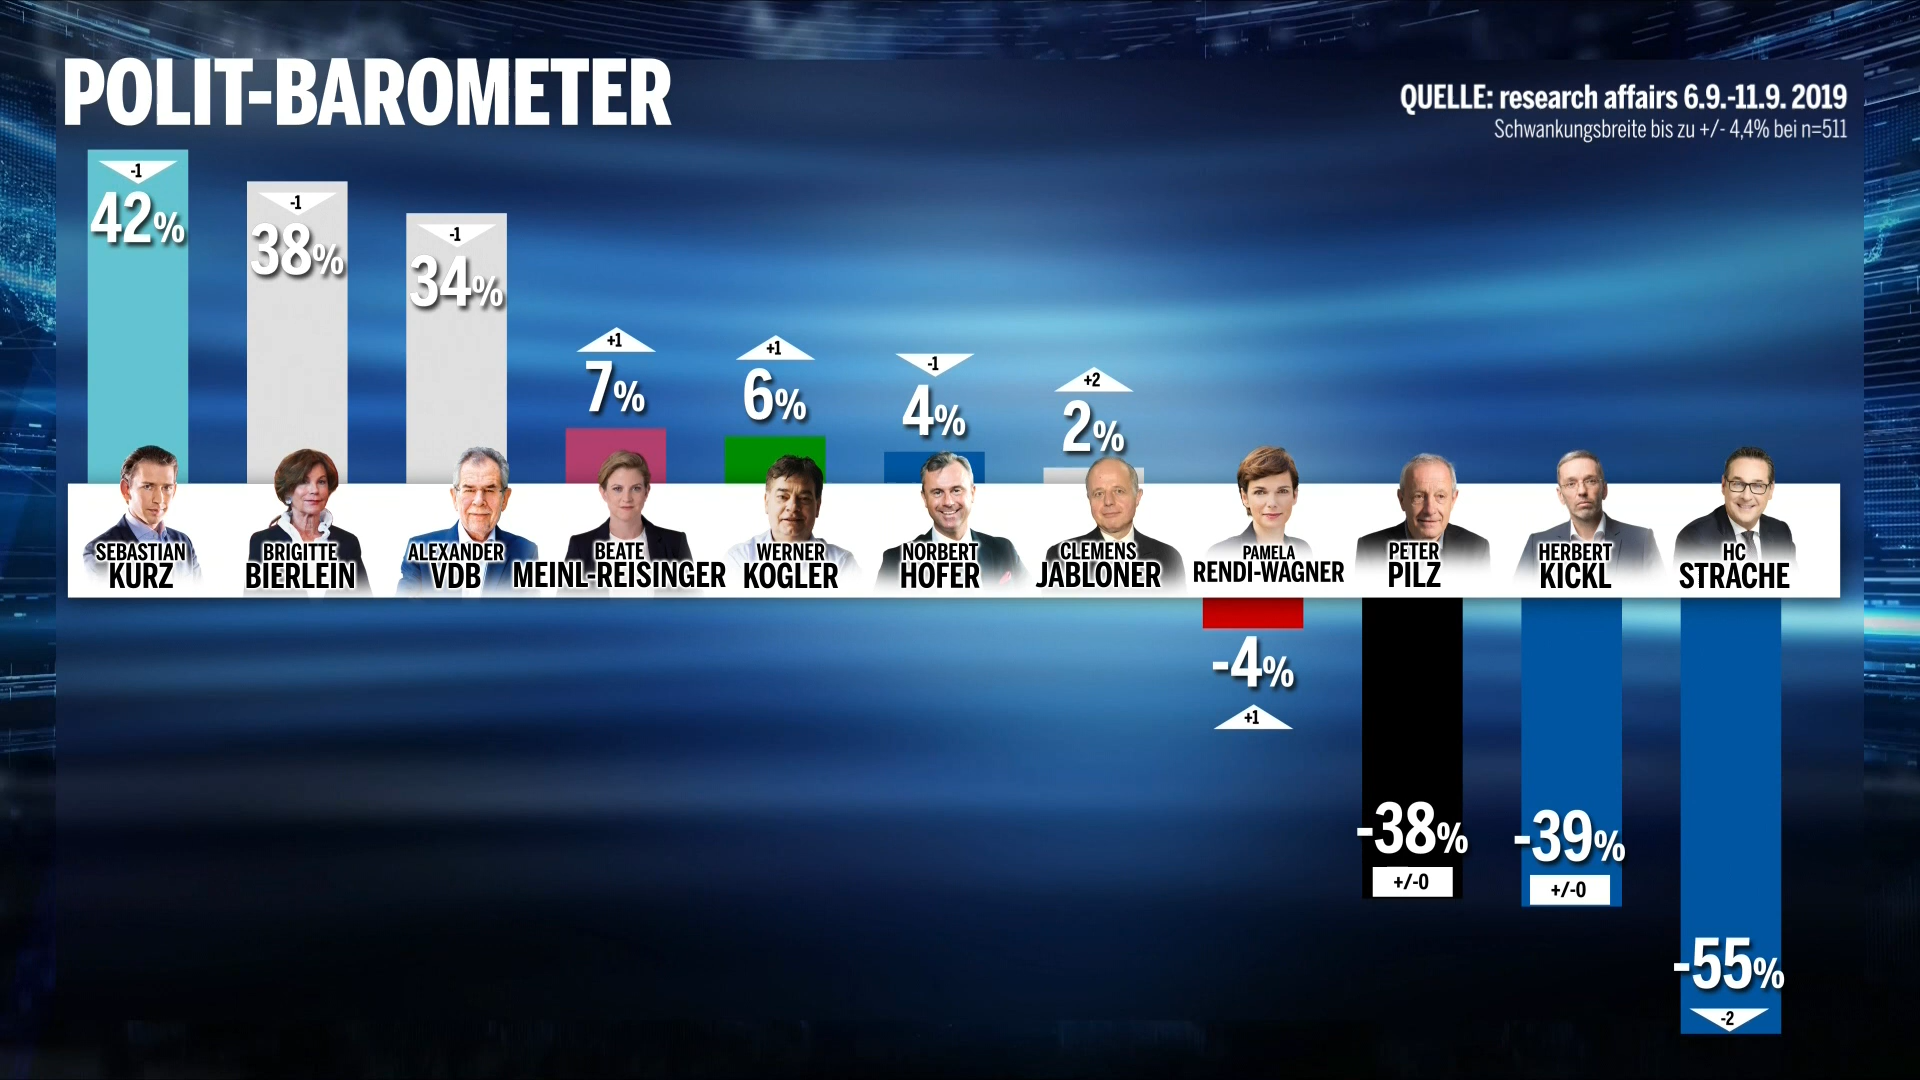 POLIT-BAROMETER
QUELLE: research affairs 6.9.-11.9. 2019
Schwankungsbreite bis zu +/- 4,4% bei n=511
-1
42%
-1
38%
-1
34%
+1
7%
+1
6%
-1
4%
+2
2%
SEBASTIAN
KURZ
BRIGITTE
BIERLEIN
ALEXANDER
VDB
BEATE
MEINL-REISINGER
WERNER
KOGLER
NORBERT
HOFER
CLEMENS
JABLONER
PAMELA
RENDI-WAGNER
PETER
PILZ
HERBERT
KICKL
HC
STRACHE
-4%
+1
-38%
+/-0
-39%
+/-0
-55%
-2